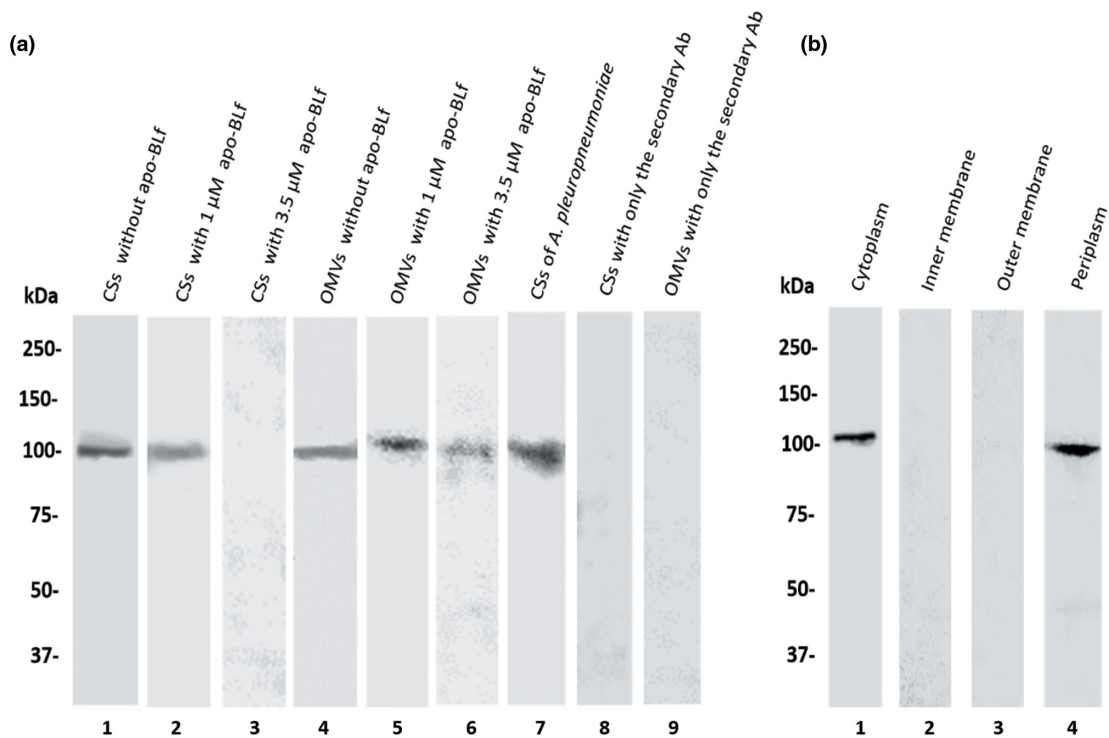 (a)
CSs without apo-BLf
CSs with 1 µM apo-BLf
CSs with 3.5 µM apo-BLf
OMVs without apo-BLf
OMVs with 1 µM apo-BLf
OMVs with 3.5 µM apo-BLf
CSs of A. pleuropneumoniae
CSs with only the secondary Ab
OMVs with only the secondary Ab
kDa
250-
150-
100-
75-
50-
37-
1 2 3 4 5 6 7 8 9
(b)
Cytoplasm
Inner membrane
Outer membrane
Periplasm
kDa
250-
150-
100-
75-
50-
37-
1 2 3 4